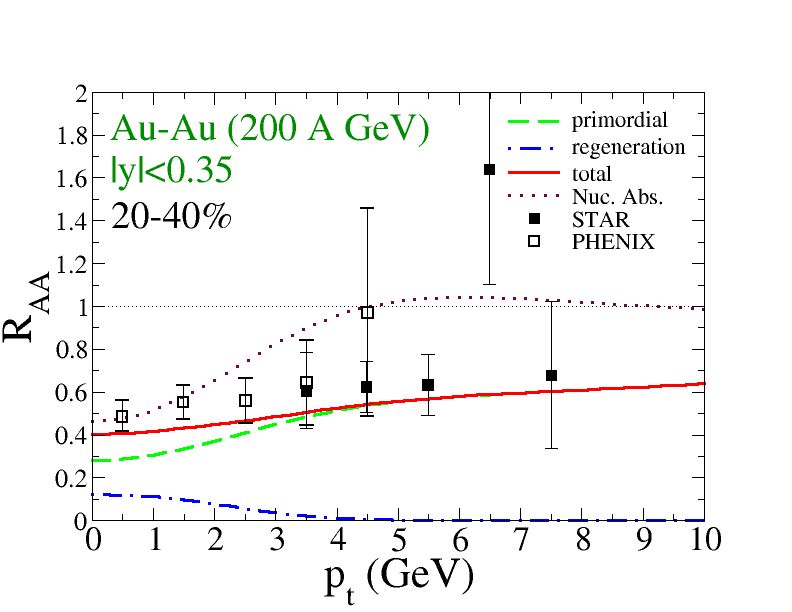 Au-Au (200 A GeV)
|y|<0.35
20-40%
primordial
regeneration
total
Nuc. Abs.
STAR
PHENIX
R_AA
2
1.8
1.6
1.4
1.2
1
0.8
0.6
0.4
0.2
0
0 1 2 3 4 5 6 7 8 9 10
p_t (GeV)